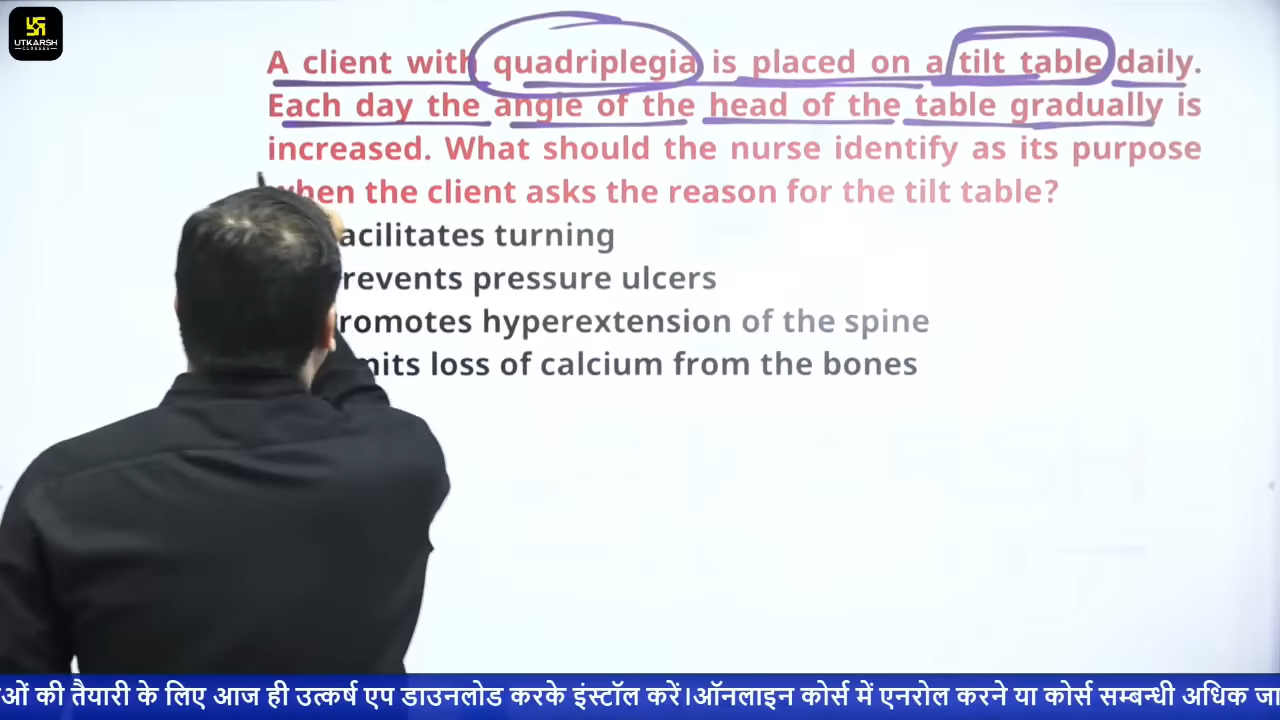 UTKARSH
CLASSES
A client with quadriplegia is placed on a tilt table daily.
Each day the angle of the head of the table gradually is
increased. What should the nurse identify as its purpose
when the client asks the reason for the tilt table?
acilitates turning
revents pressure ulcers
romotes hyperextension of the spine
mits loss of calcium from the bones
ओं की तैयारी के लिए आज ही उत्कर्ष एप डाउनलोड करके इंस्टॉल करें।ऑनलाइन कोर्स में एनरोल करने या कोर्स सम्बन्धी अधिक जा